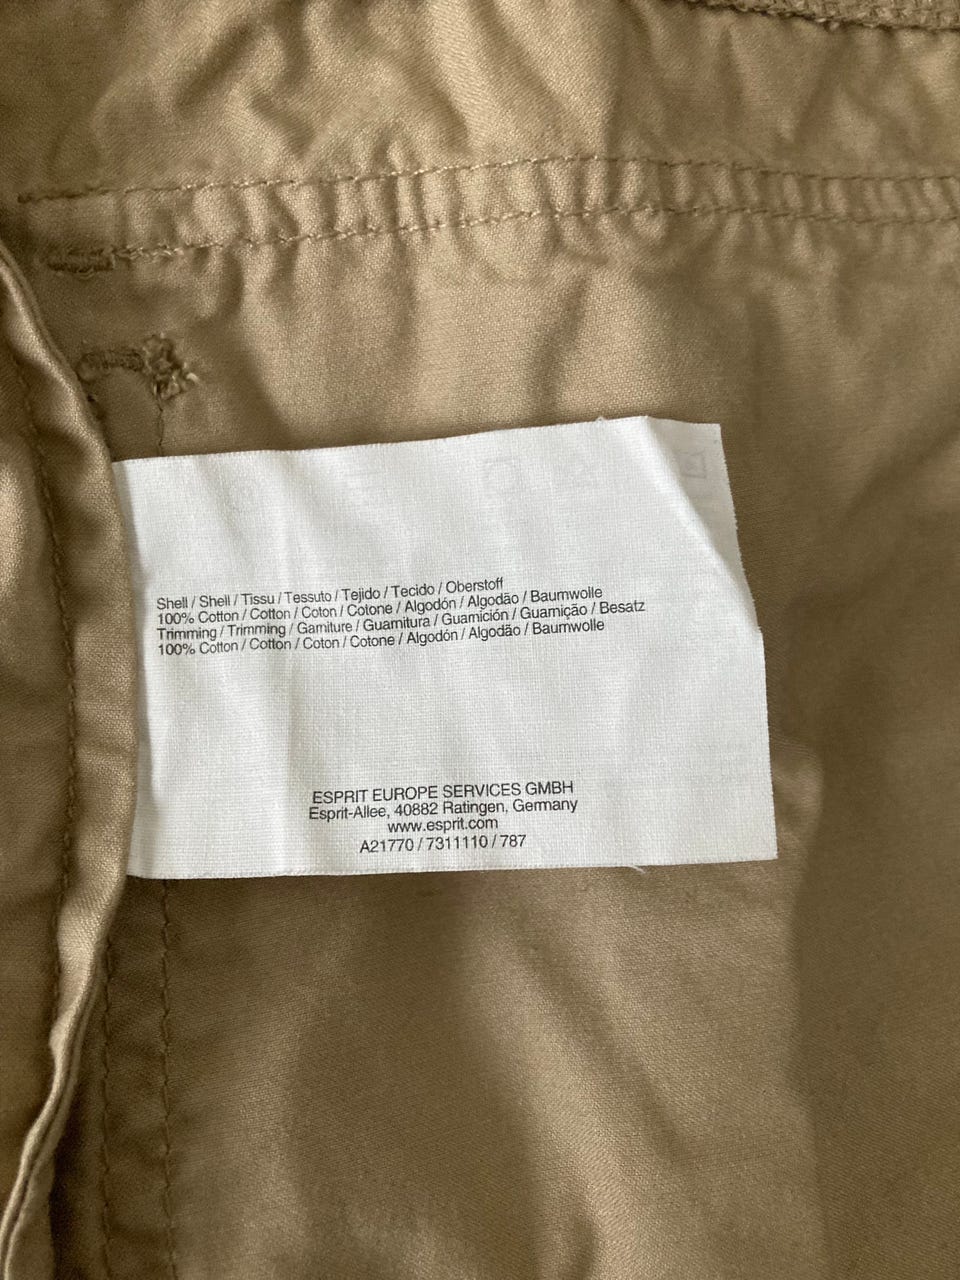 Shell / Shell / Tissu / Tessuto / Tejido / Tecido / Oberstoff
100% Cotton / Cotton / Coton / Cotone / Algodón / Algodão / Baumwolle
Trimming / Trimming / Garniture / Guarnitura / Guarnición / Guarnição / Besatz
100% Cotton / Cotton / Coton / Cotone / Algodón / Algodão / Baumwolle
ESPRIT EUROPE SERVICES GMBH
Esprit-Allee, 40882 Ratingen, Germany
www.esprit.com
A21770 / 7311110 / 787